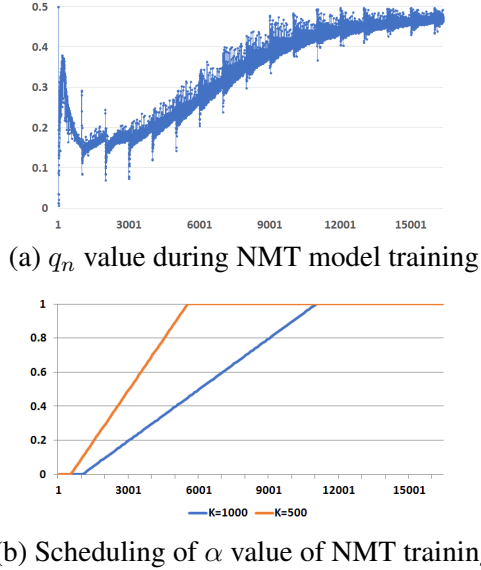 0.5
0.4
0.3
0.2
0.1
0
1 3001 6001 9001 12001 15001
(a) qn value during NMT model training
1
0.8
0.6
0.4
0.2
0
1 3001 6001 9001 12001 15001
K=1000 K=500
(b) Scheduling of α value of NMT training